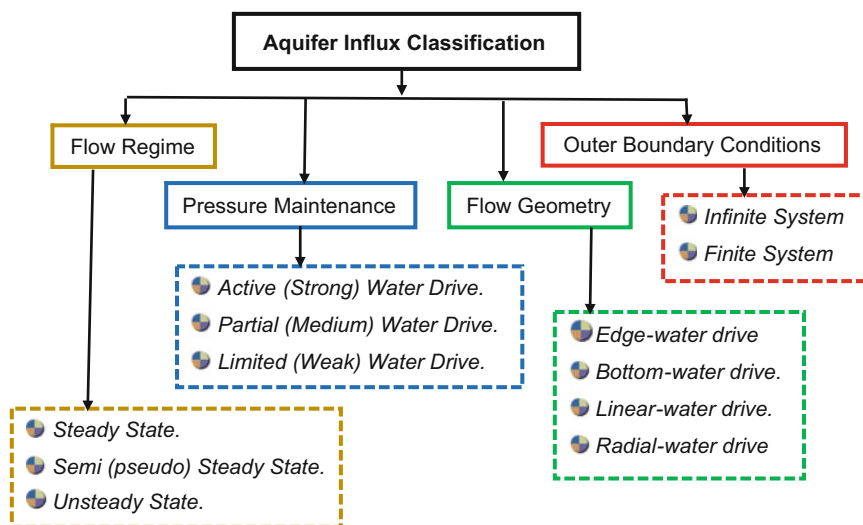 Aquifer Influx Classification
Flow Regime
Outer Boundary Conditions
Pressure Maintenance
Flow Geometry
Infinite System
Finite System
Active (Strong) Water Drive.
Partial (Medium) Water Drive.
Limited (Weak) Water Drive.
Edge-water drive
Bottom-water drive.
Linear-water drive.
Radial-water drive
Steady State.
Semi (pseudo) Steady State.
Unsteady State.